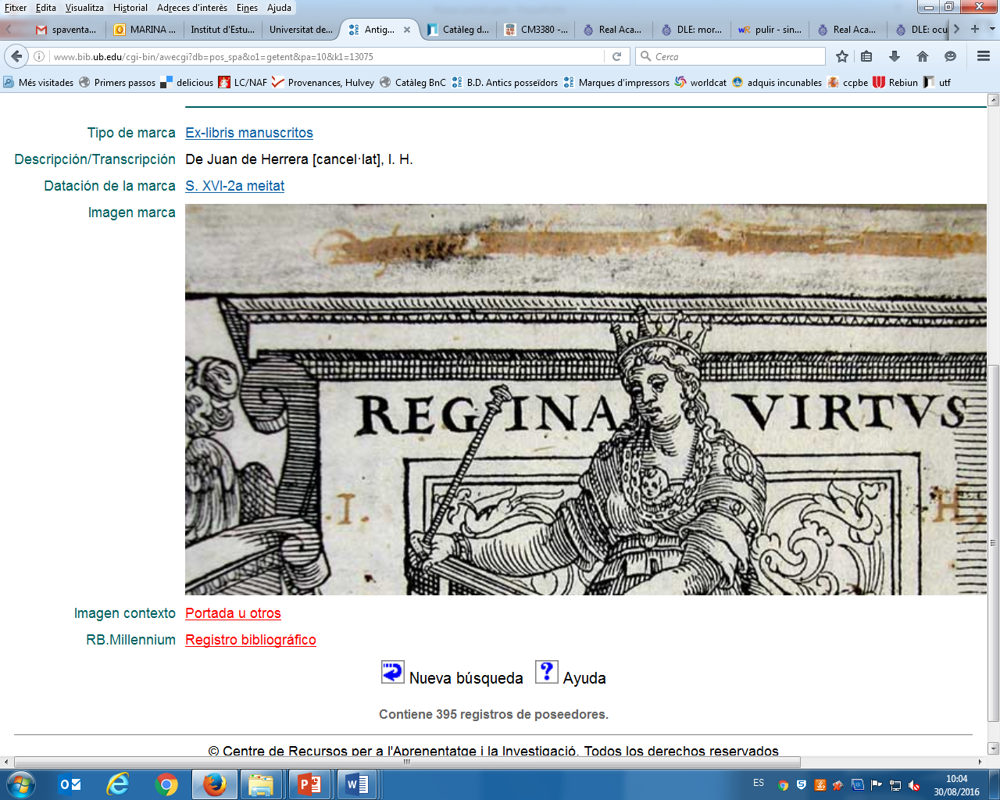 Fitxer Edita Visualitza Historial Adreces d'interès Eines Ajuda
spaventa... MARINA ... Institut d'Estu... Universitat de... Antig... Catàleg d... CM3380 -... Real Aca... DLE: mor... pulir - sin... Real Aca... DLE: ocu
www.bib.ub.edu/cgi-bin/awecgi?db=pos_spa&o1=getent&pa=10&k1=13075 Cerca
Més visitades Primers passos delicious LC/NAF Provenances, Hulvey Catàleg BnC B.D. Antics posseïdors Marques d'impressors worldcat adquis incunables ccpbe Rebiun utf
Tipo de marca Ex-libris manuscritos
Descripción/Transcripción De Juan de Herrera [cancel·lat], I. H.
Datación de la marca S. XVI-2a meitat
Imagen marca
REGINA VIRTVS
.I. .H.
Imagen contexto Portada u otros
RB.Millennium Registro bibliográfico
Nueva búsqueda ? Ayuda
Contiene 395 registros de poseedores.
© Centre de Recursos per a l'Aprenentatge i la Investigació. Todos los derechos reservados
ES 10:04
30/08/2016